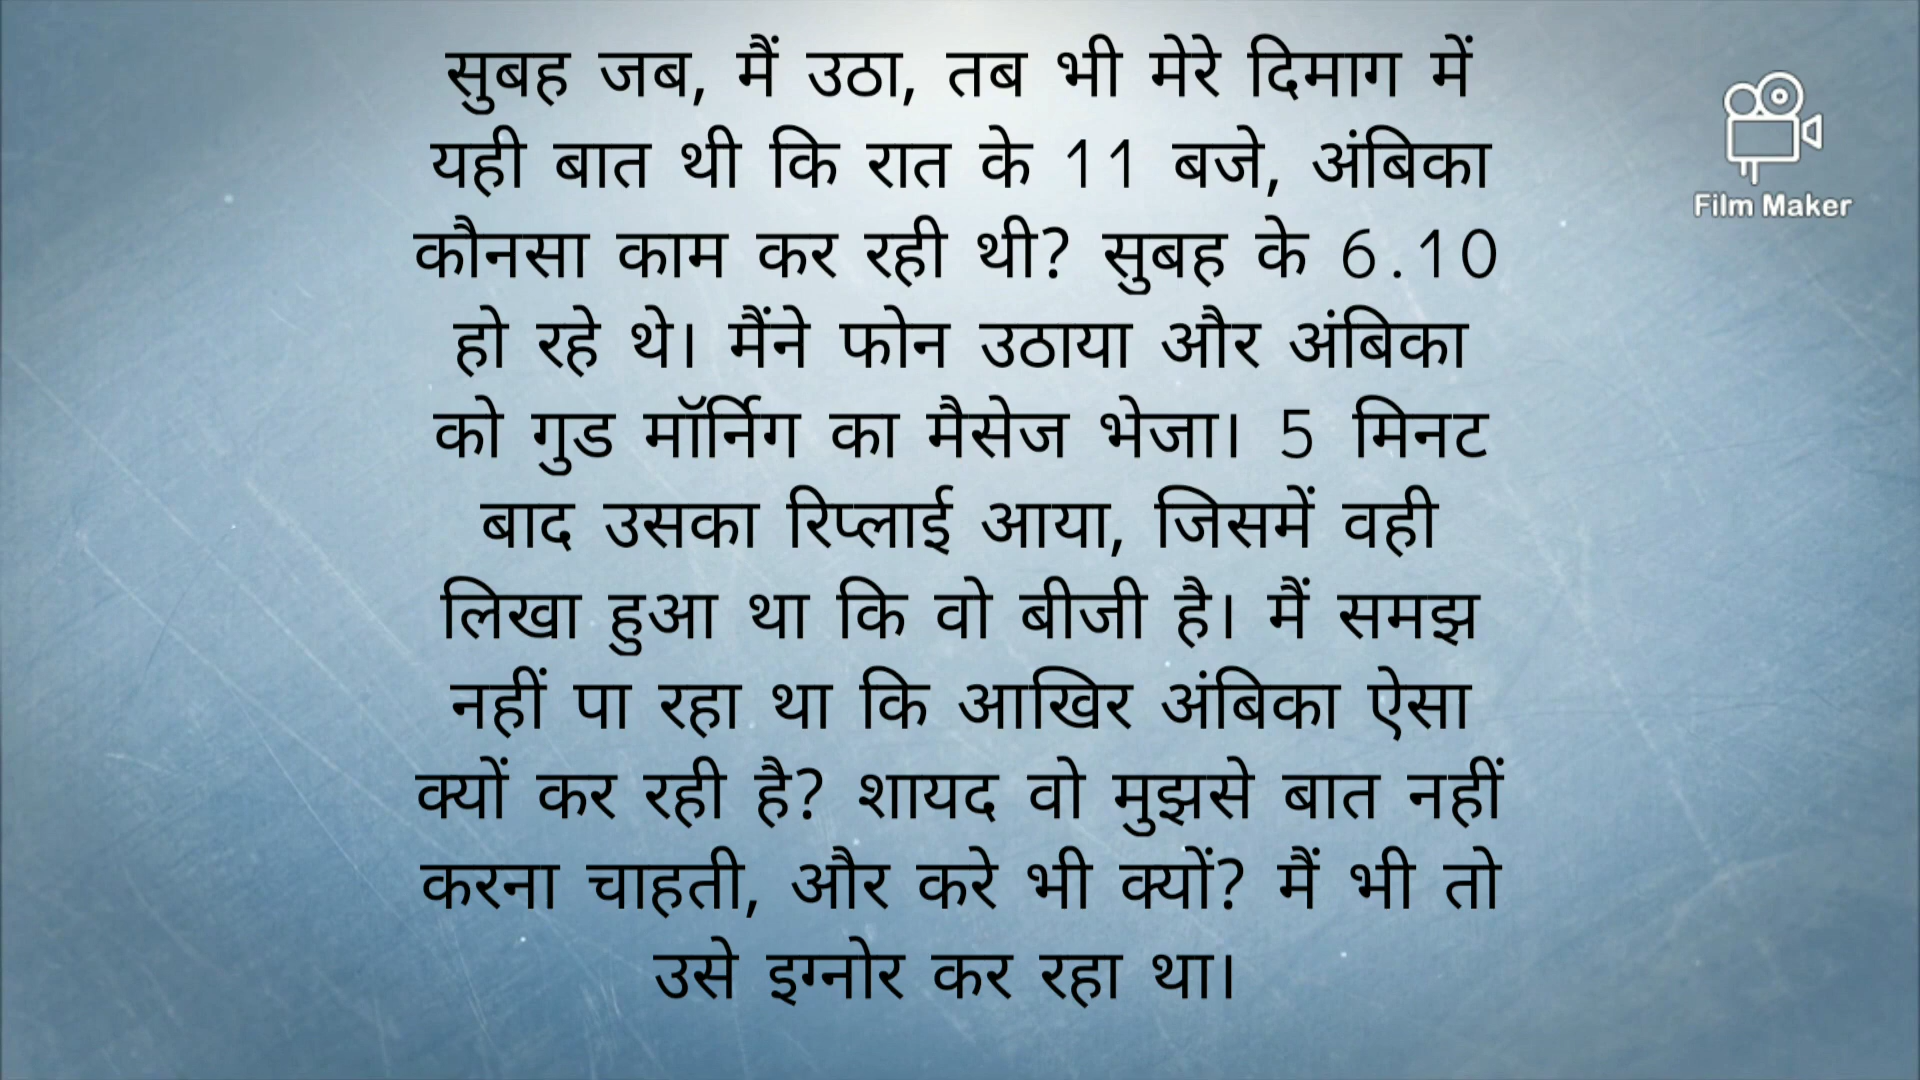 सुबह जब, मैं उठा, तब भी मेरे दिमाग में
यही बात थी कि रात के 11 बजे, अंबिका
कौनसा काम कर रही थी? सुबह के 6.10
हो रहे थे। मैंने फोन उठाया और अंबिका
को गुड मॉर्निग का मैसेज भेजा। 5 मिनट
बाद उसका रिप्लाई आया, जिसमें वही
लिखा हुआ था कि वो बीजी है। मैं समझ
नहीं पा रहा था कि आखिर अंबिका ऐसा
क्यों कर रही है? शायद वो मुझसे बात नहीं
करना चाहती, और करे भी क्यों? मैं भी तो
उसे इग्नोर कर रहा था।
Film Maker